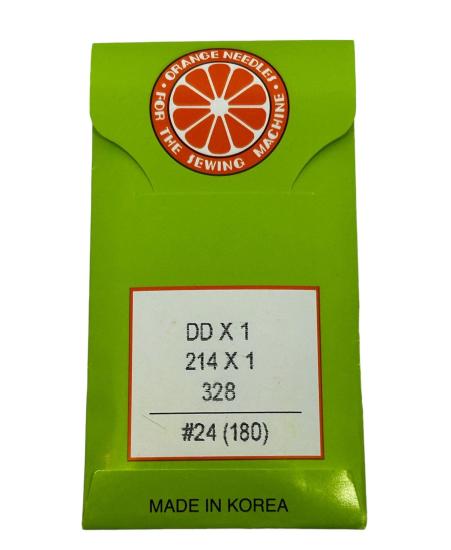 • ORANGE NEEDLES •
FOR THE SEWING MACHINE
DD X 1
214 X 1
328
#24 (180)
MADE IN KOREA